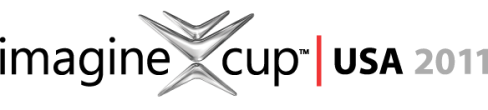 imagine cup™ | USA 2011